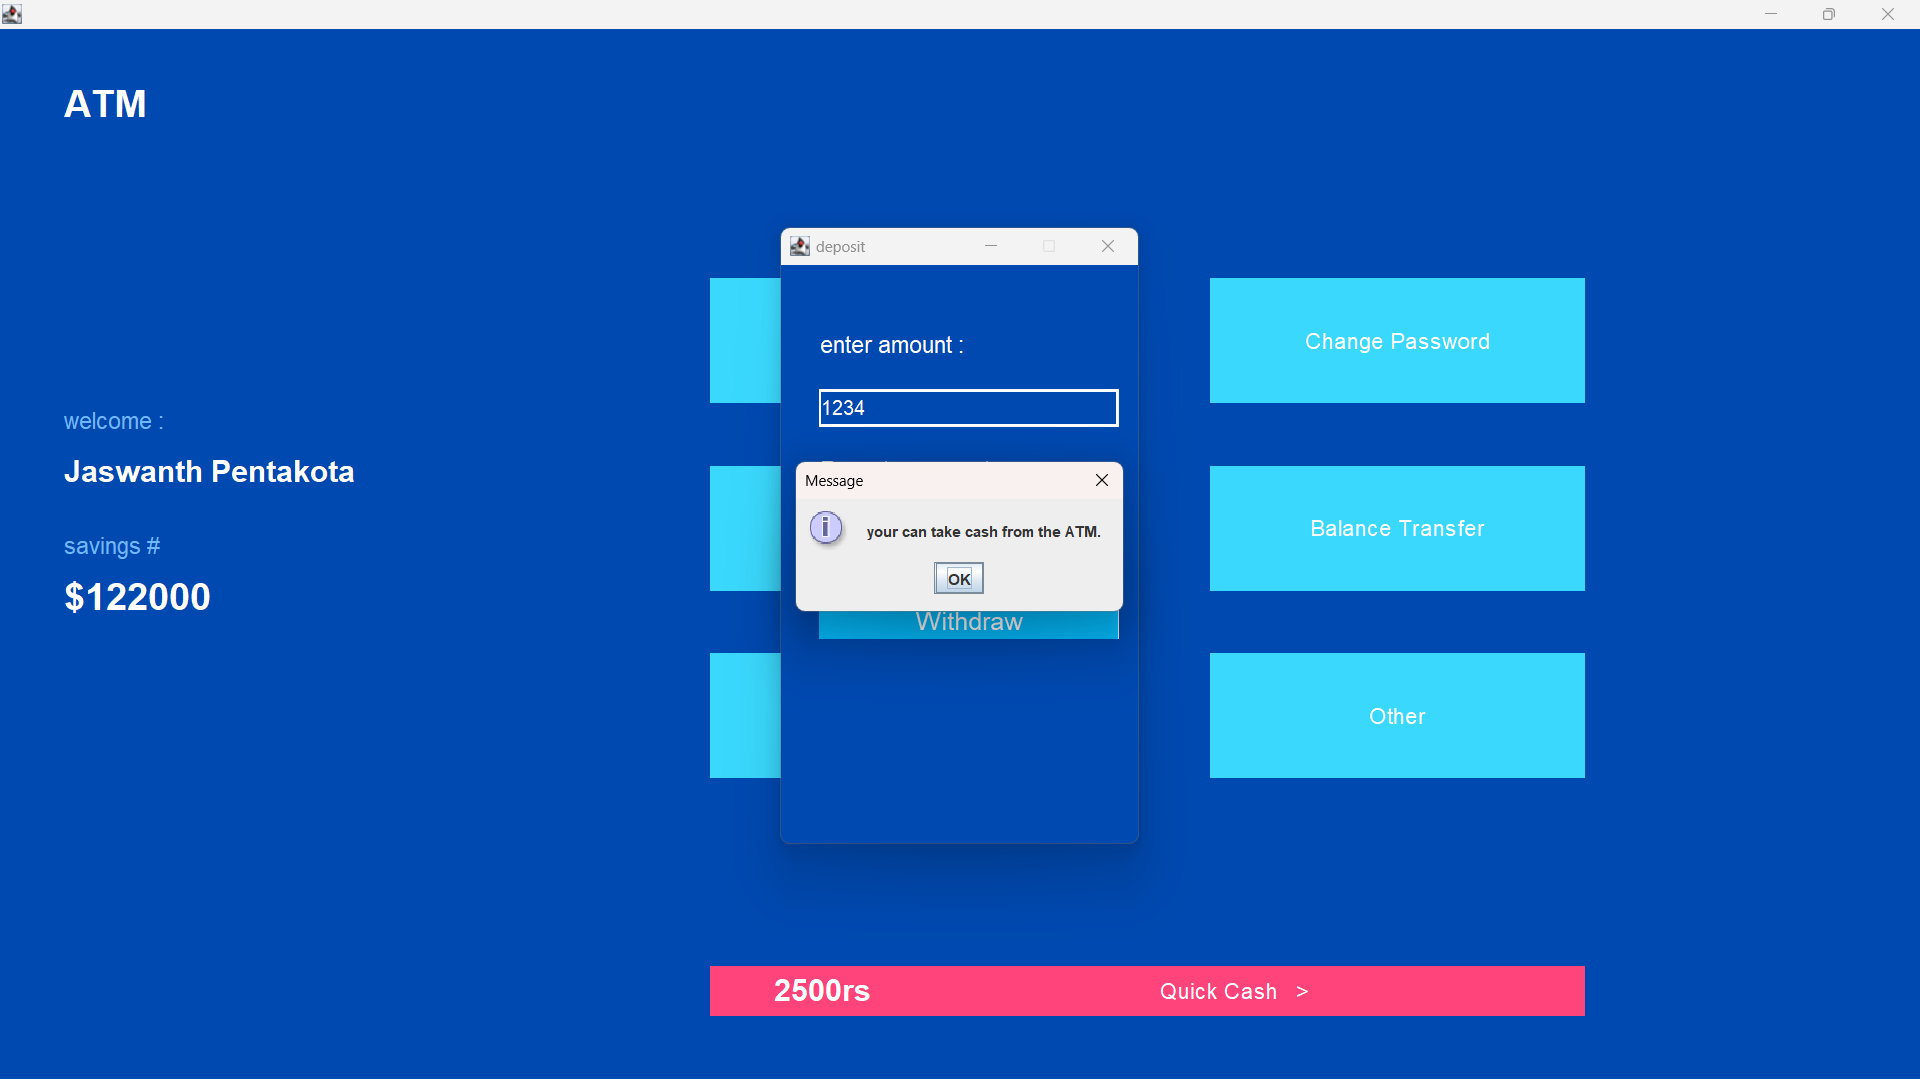 ATM
welcome :
Jaswanth Pentakota
savings #
$122000
deposit
enter amount :
1234
Message
your can take cash from the ATM.
OK
Withdraw
Change Password
Balance Transfer
Other
2500rs
Quick Cash >